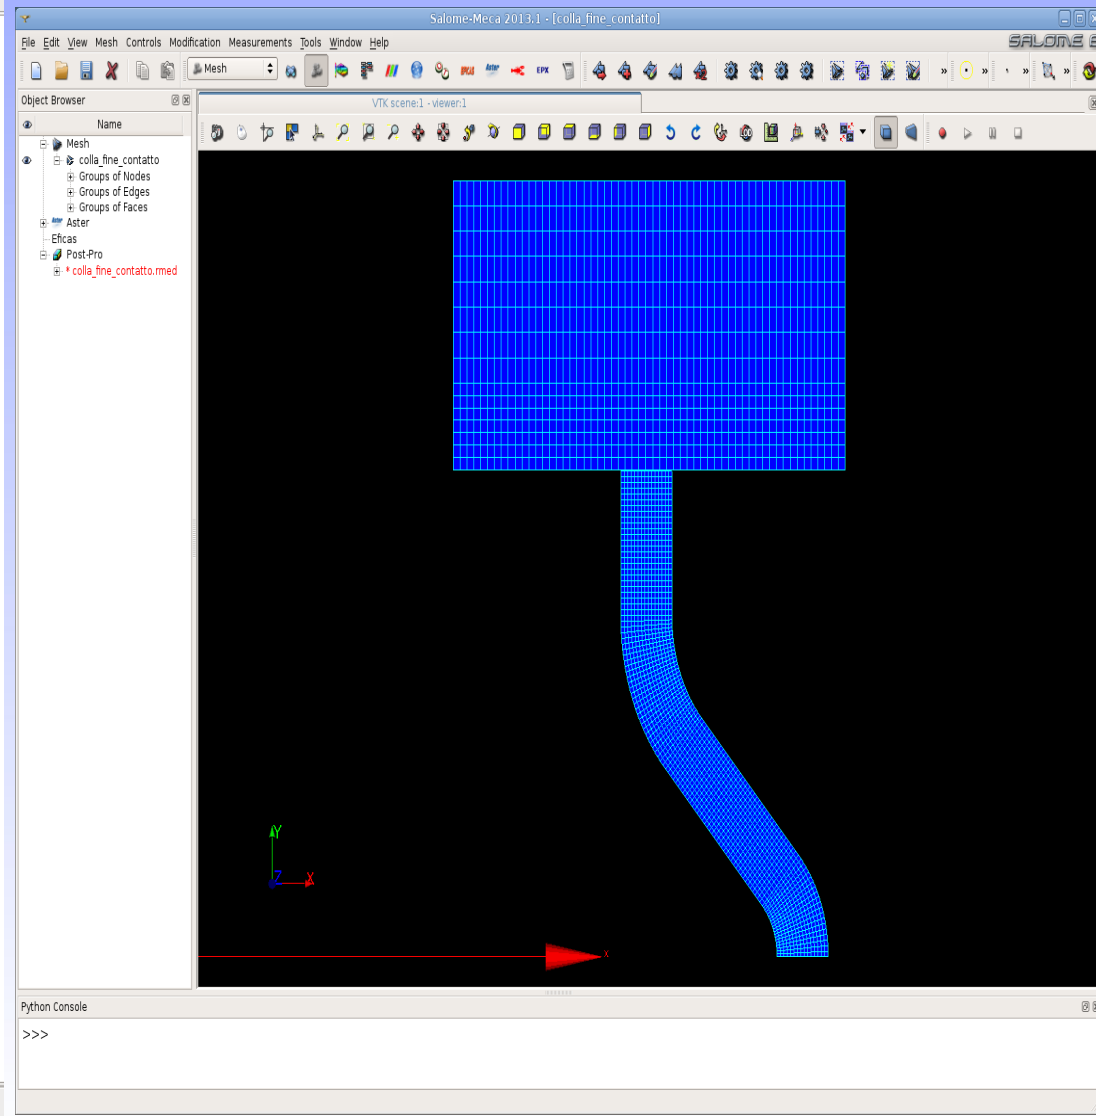 Salome-Meca 2013.1 - [colla_fine_contatto]
File Edit View Mesh Controls Modification Measurements Tools Window Help
SALOME
Mesh
Aster
EPX
» » » »
Object Browser
VTK scene:1 - viewer:1
Name
Mesh
colla_fine_contatto
Groups of Nodes
Groups of Edges
Groups of Faces
Aster
Eficas
Post-Pro
* colla_fine_contatto.rmed
Y
Z
X
x
Python Console
>>>